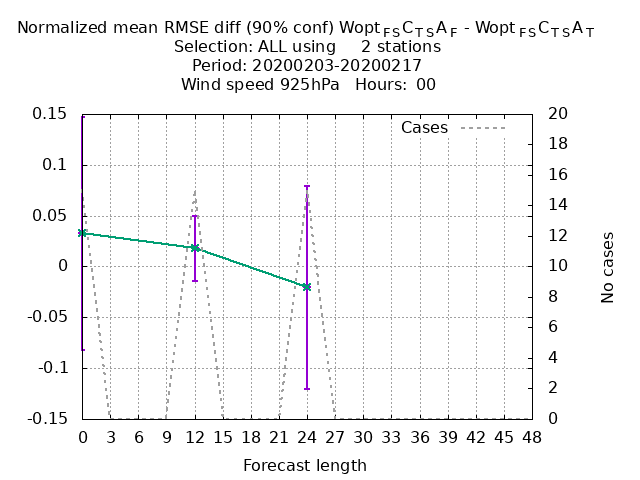 Normalized mean RMSE diff (90% conf) Wopt FS C TS A F - Wopt FS C TS A T
Selection: ALL using 2 stations
Period: 20200203-20200217
Wind speed 925hPa Hours: 00
Cases
0.15
0.1
0.05
0
-0.05
-0.1
-0.15
20
18
16
14
12
10
8
6
4
2
0
No cases
0 3 6 9 12 15 18 21 24 27 30 33 36 39 42 45 48
Forecast length